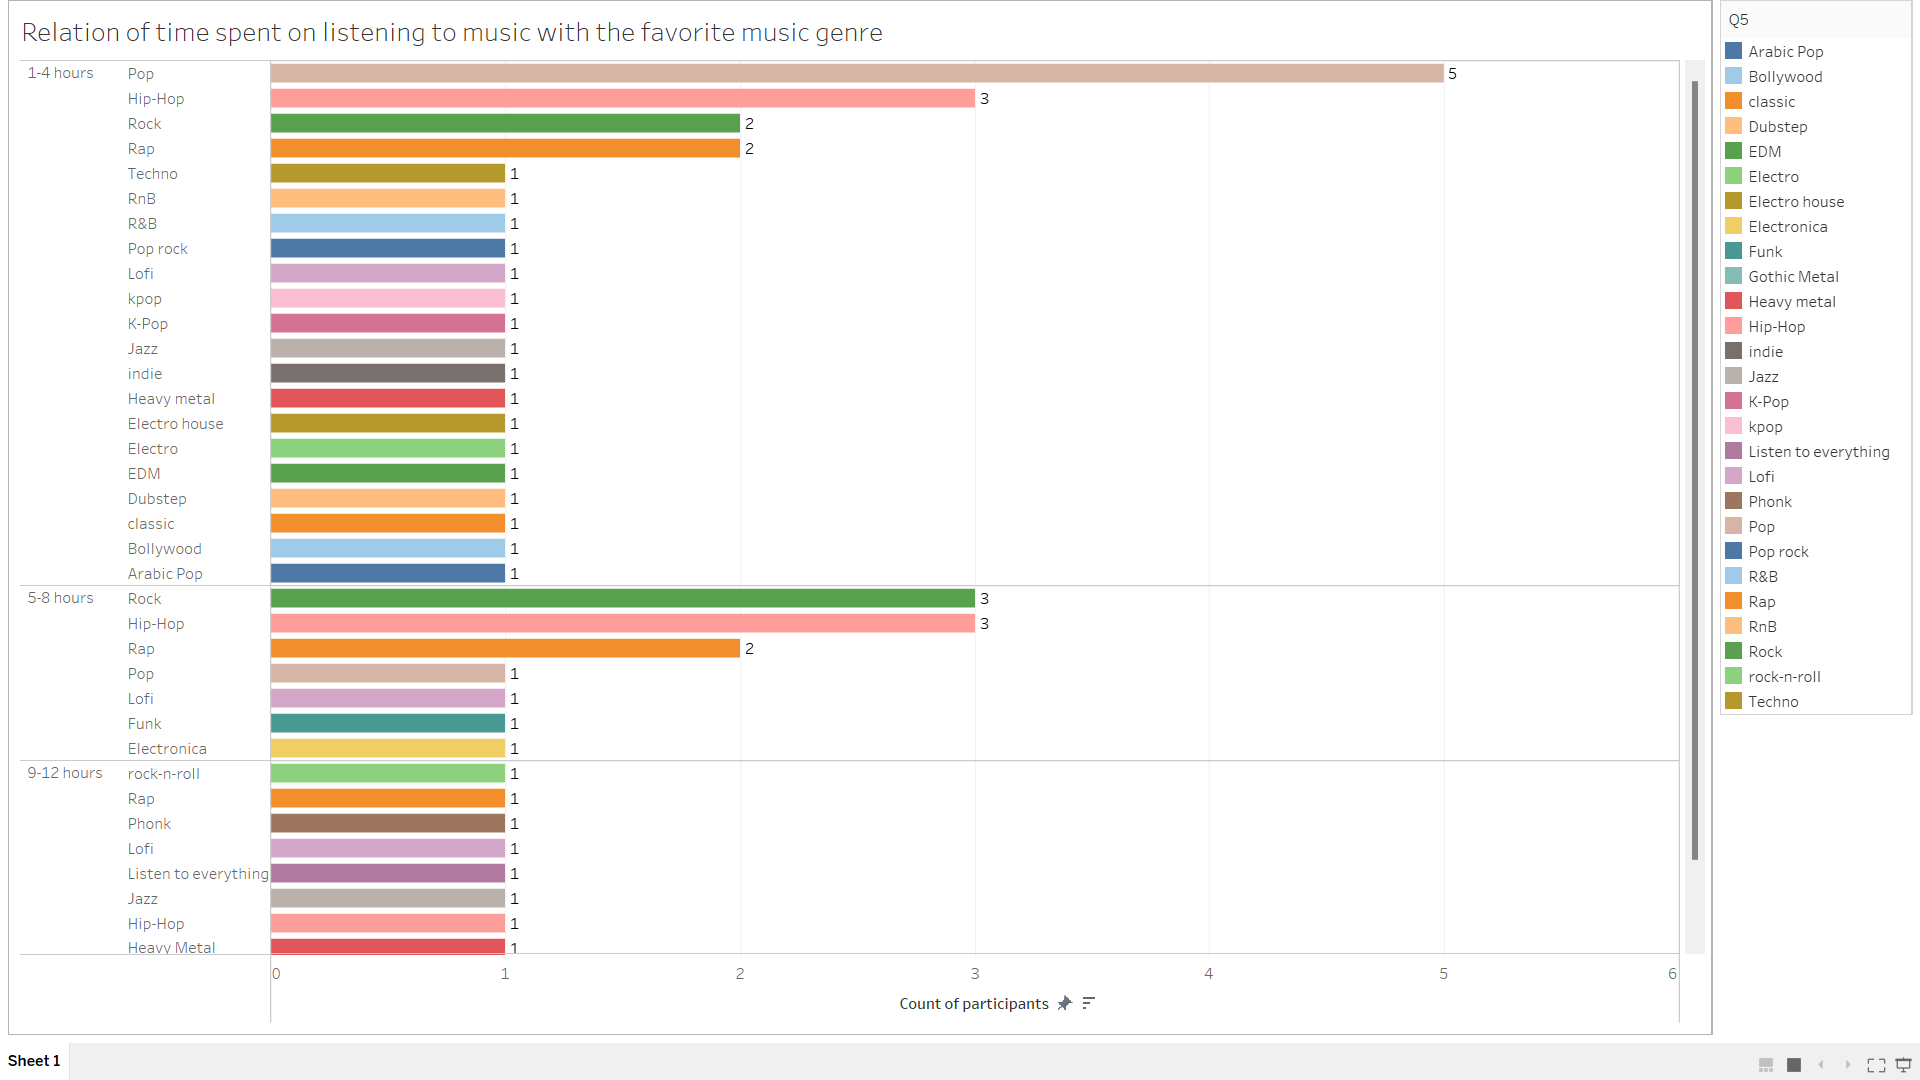 Relation of time spent on listening to music with the favorite music genre
1-4 hours Pop 5
Hip-Hop 3
Rock 2
Rap 2
Techno 1
RnB 1
R&B 1
Pop rock 1
Lofi 1
kpop 1
K-Pop 1
Jazz 1
indie 1
Heavy metal 1
Electro house 1
Electro 1
EDM 1
Dubstep 1
classic 1
Bollywood 1
Arabic Pop 1
5-8 hours Rock 3
Hip-Hop 3
Rap 2
Pop 1
Lofi 1
Funk 1
Electronica 1
9-12 hours rock-n-roll 1
Rap 1
Phonk 1
Lofi 1
Listen to everything 1
Jazz 1
Hip-Hop 1
Heavy Metal 1
0 1 2 3 4 5 6
Count of participants
Q5
Arabic Pop
Bollywood
classic
Dubstep
EDM
Electro
Electro house
Electronica
Funk
Gothic Metal
Heavy metal
Hip-Hop
indie
Jazz
K-Pop
kpop
Listen to everything
Lofi
Phonk
Pop
Pop rock
R&B
Rap
RnB
Rock
rock-n-roll
Techno
Sheet 1